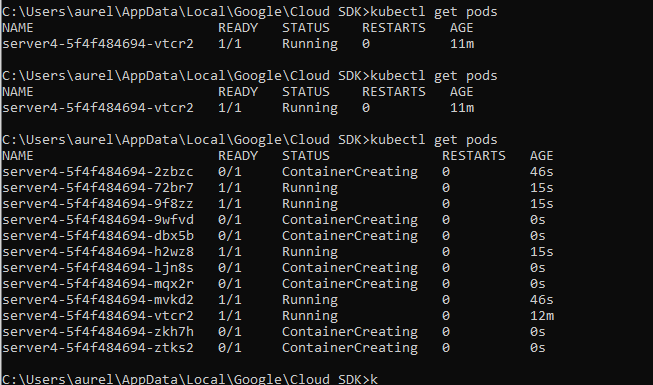 C:\Users\aurel\AppData\Local\Google\Cloud SDK>kubectl get pods
NAME READY STATUS RESTARTS AGE
server4-5f4f484694-vtcr2 1/1 Running 0 11m
C:\Users\aurel\AppData\Local\Google\Cloud SDK>kubectl get pods
NAME READY STATUS RESTARTS AGE
server4-5f4f484694-vtcr2 1/1 Running 0 11m
C:\Users\aurel\AppData\Local\Google\Cloud SDK>kubectl get pods
NAME READY STATUS RESTARTS AGE
server4-5f4f484694-2zbzc 0/1 ContainerCreating 0 46s
server4-5f4f484694-72br7 1/1 Running 0 15s
server4-5f4f484694-9f8zz 1/1 Running 0 15s
server4-5f4f484694-9wfvd 0/1 ContainerCreating 0 0s
server4-5f4f484694-dbx5b 0/1 ContainerCreating 0 0s
server4-5f4f484694-h2wz8 1/1 Running 0 15s
server4-5f4f484694-ljn8s 0/1 ContainerCreating 0 0s
server4-5f4f484694-mqx2r 0/1 ContainerCreating 0 0s
server4-5f4f484694-mvkd2 1/1 Running 0 46s
server4-5f4f484694-vtcr2 1/1 Running 0 12m
server4-5f4f484694-zkh7h 0/1 ContainerCreating 0 0s
server4-5f4f484694-ztks2 0/1 ContainerCreating 0 0s
C:\Users\aurel\AppData\Local\Google\Cloud SDK>k